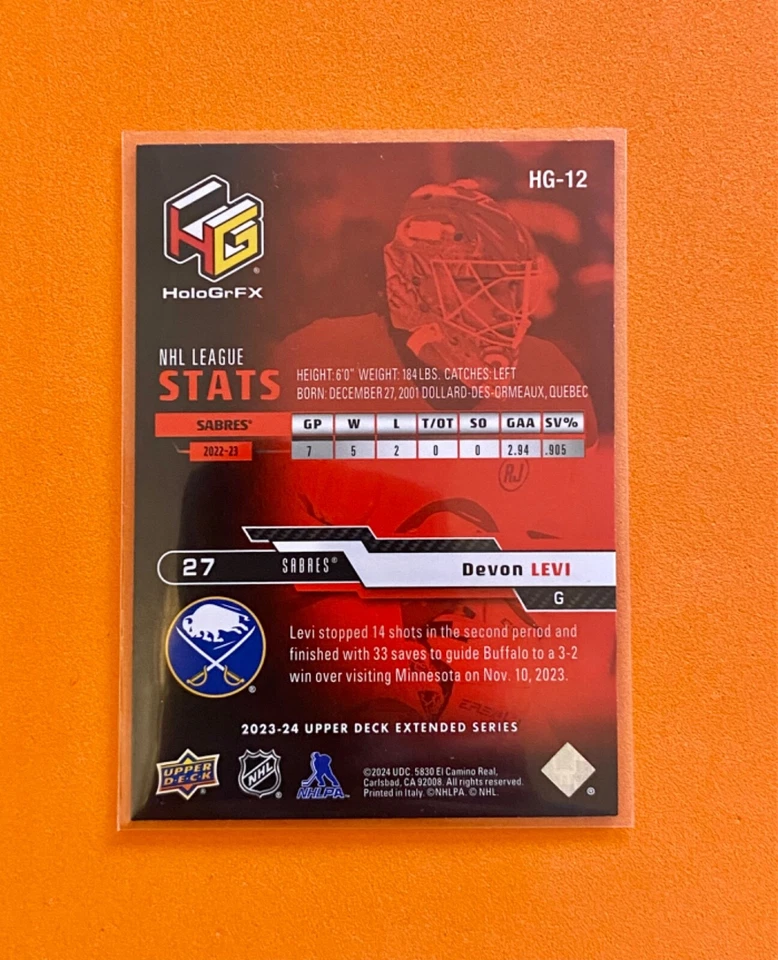 HG-12
HG
HoloGrFX
NHL LEAGUE
STATS
HEIGHT: 6'0" WEIGHT: 184 LBS. CATCHES: LEFT
BORN: DECEMBER 27, 2001 DOLLARD-DES-ORMEAUX, QUEBEC
SABRES® GP W L T/OT SO GAA SV%
2022-23 7 5 2 0 0 2.94 .905
RJ
27 SABRES® Devon LEVI
G
Levi stopped 14 shots in the second period and
finished with 33 saves to guide Buffalo to a 3-2
win over visiting Minnesota on Nov. 10, 2023.
2023-24 UPPER DECK EXTENDED SERIES
UPPER
DECK
NHL
NHLPA
©2024 UDC. 5830 El Camino Real,
Carlsbad, CA 92008. All rights reserved.
Printed in Italy. ©NHLPA. © NHL.